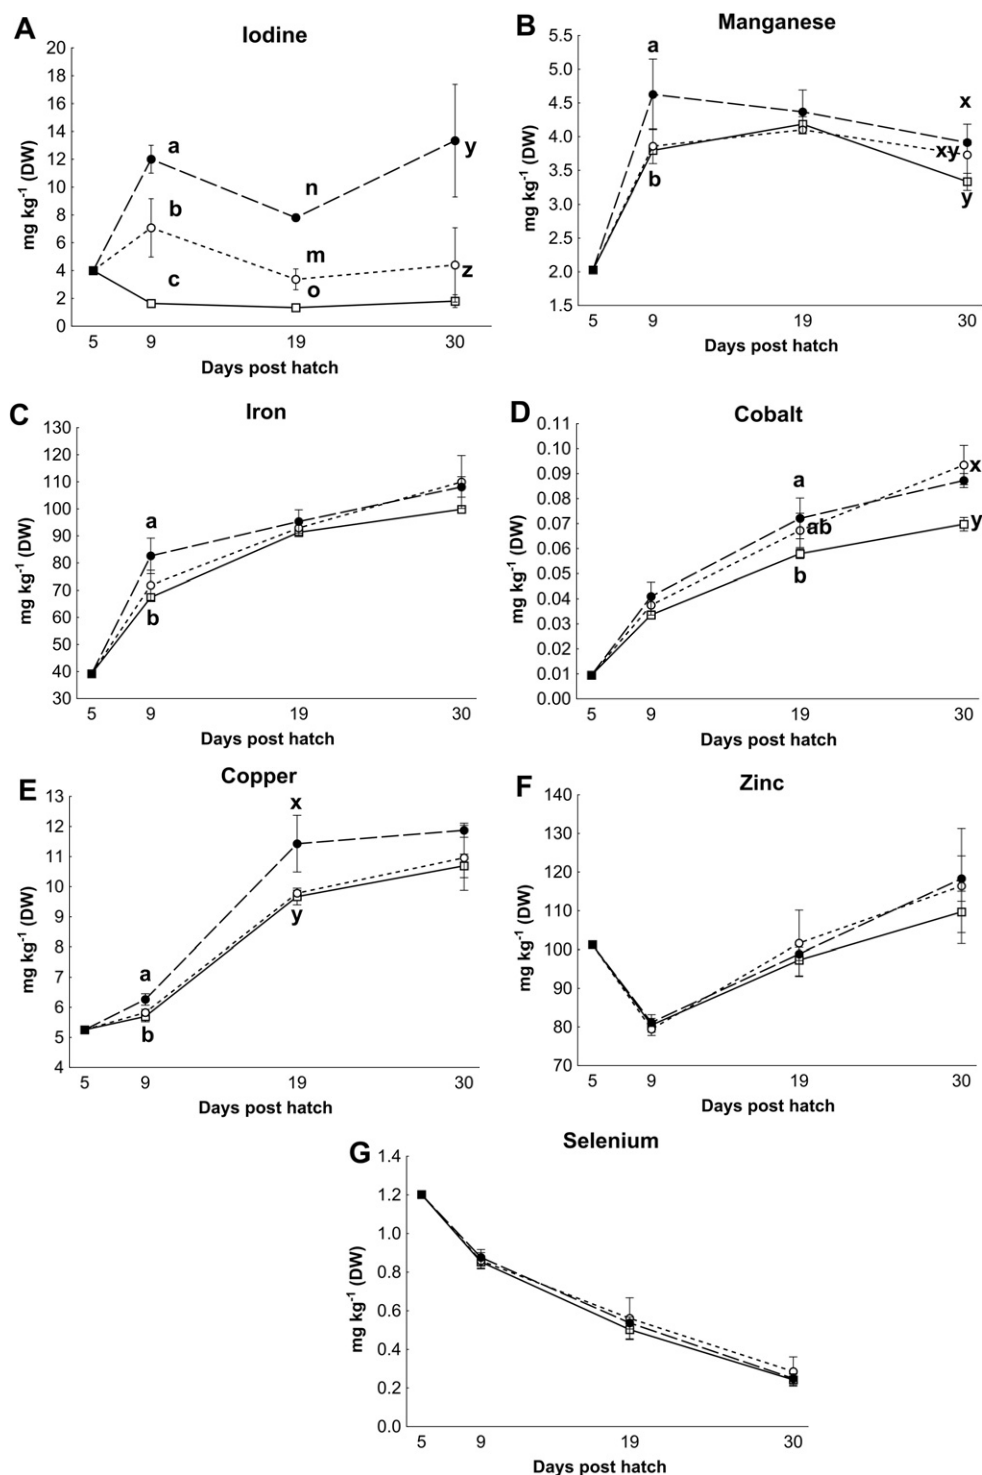 A
Iodine
mg kg⁻¹ (DW)
20
18
16
14
12
10
8
6
4
2
0
a
b
c
n
m
o
y
z
5 9 19 30
Days post hatch
B
Manganese
mg kg⁻¹ (DW)
5.5
5.0
4.5
4.0
3.5
3.0
2.5
2.0
1.5
a
b
x
xy
y
5 9 19 30
Days post hatch
C
Iron
mg kg⁻¹ (DW)
130
120
110
100
90
80
70
60
50
40
30
a
b
5 9 19 30
Days post hatch
D
Cobalt
mg kg⁻¹ (DW)
0.11
0.10
0.09
0.08
0.07
0.06
0.05
0.04
0.03
0.02
0.01
0.00
a
ab
b
x
y
5 9 19 30
Days post hatch
E
Copper
mg kg⁻¹ (DW)
13
12
11
10
9
8
7
6
5
4
a
b
x
y
5 9 19 30
Days post hatch
F
Zinc
mg kg⁻¹ (DW)
140
130
120
110
100
90
80
70
5 9 19 30
Days post hatch
G
Selenium
mg kg⁻¹ (DW)
1.4
1.2
1.0
0.8
0.6
0.4
0.2
0.0
5 9 19 30
Days post hatch